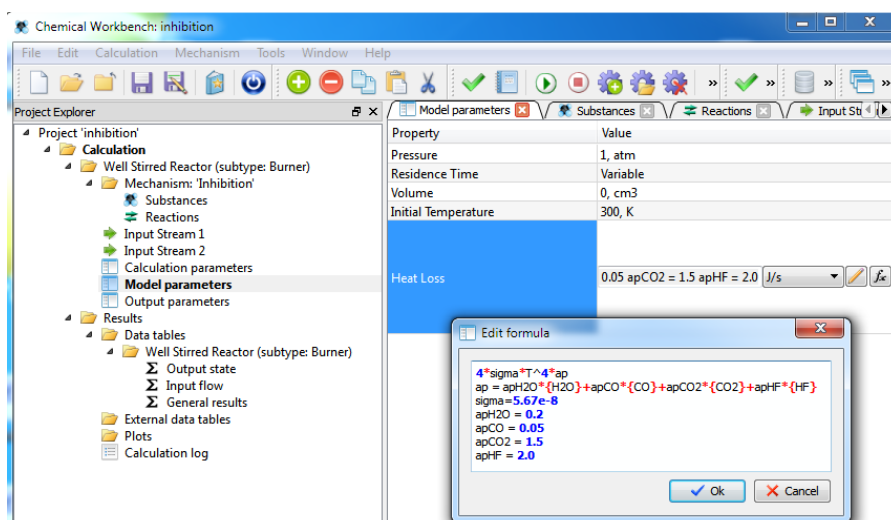 Chemical Workbench: inhibition
File Edit Calculation Mechanism Tools Window Help
» » » »
Project Explorer
Model parameters Substances Reactions
Input St
Project 'inhibition'
Calculation
Well Stirred Reactor (subtype: Burner)
Mechanism: 'Inhibition'
Substances
Reactions
Input Stream 1
Input Stream 2
Calculation parameters
Model parameters
Output parameters
Results
Data tables
Well Stirred Reactor (subtype: Burner)
Σ Output state
Σ Input flow
Σ General results
External data tables
Plots
Calculation log
Property Value
Pressure 1, atm
Residence Time Variable
Volume 0, cm3
Initial Temperature 300, K
Heat Loss 0.05 apCO2 = 1.5 apHF = 2.0 J/s fx
Edit formula
4*sigma*T^4*ap
ap = apH2O*{H2O}+apCO*{CO}+apCO2*{CO2}+apHF*{HF}
sigma=5.67e-8
apH2O = 0.2
apCO = 0.05
apCO2 = 1.5
apHF = 2.0
Ok Cancel